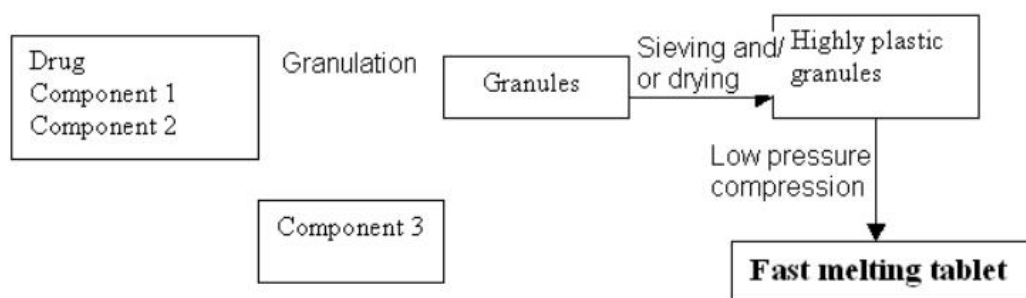 Drug
Component 1
Component 2
Granulation
Granules
Sieving and/
or drying
Highly plastic
granules
Low pressure
compression
Component 3
Fast melting tablet